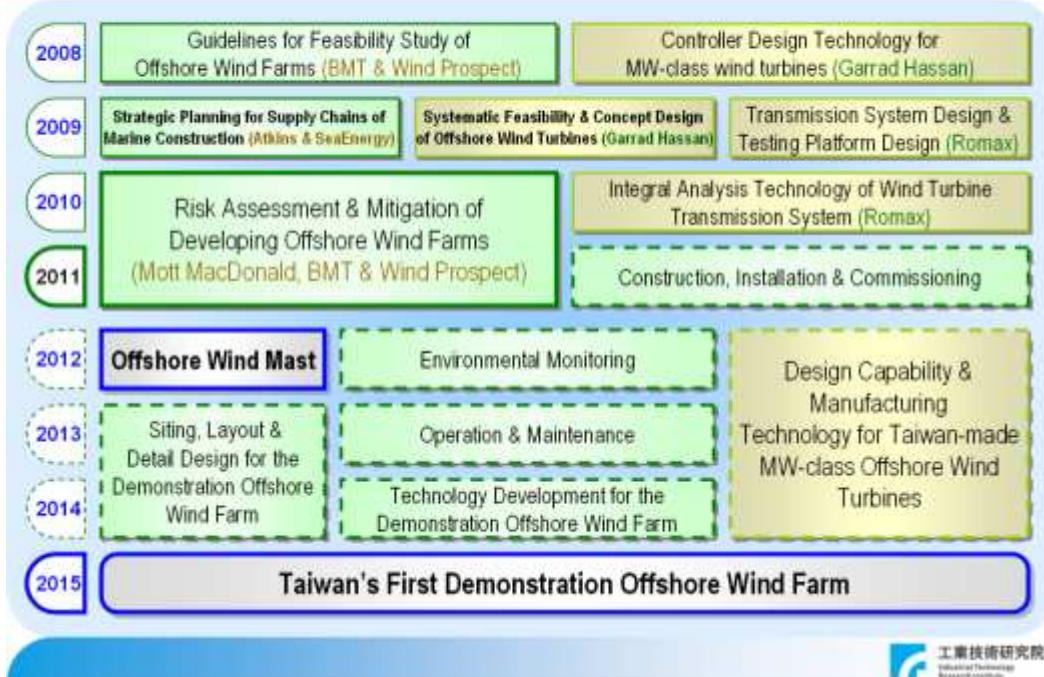 2008
Guidelines for Feasibility Study of
Offshore Wind Farms (BMT & Wind Prospect)
Controller Design Technology for
MW-class wind turbines (Garrad Hassan)
2009
Strategic Planning for Supply Chains of
Marine Construction (Atkins & SeaEnergy)
Systematic Feasibility & Concept Design
of Offshore Wind Turbines (Garrad Hassan)
Transmission System Design &
Testing Platform Design (Romax)
2010
2011
Risk Assessment & Mitigation of
Developing Offshore Wind Farms
(Mott MacDonald, BMT & Wind Prospect)
Integral Analysis Technology of Wind Turbine
Transmission System (Romax)
Construction, Installation & Commissioning
2012
Offshore Wind Mast
Environmental Monitoring
Design Capability &
Manufacturing
Technology for Taiwan-made
MW-class Offshore Wind
Turbines
2013
Siting, Layout &
Detail Design for the
Demonstration Offshore
Wind Farm
Operation & Maintenance
2014
Technology Development for the
Demonstration Offshore Wind Farm
2015
Taiwan's First Demonstration Offshore Wind Farm
工業技術研究院
Industrial Technology
Research Institute